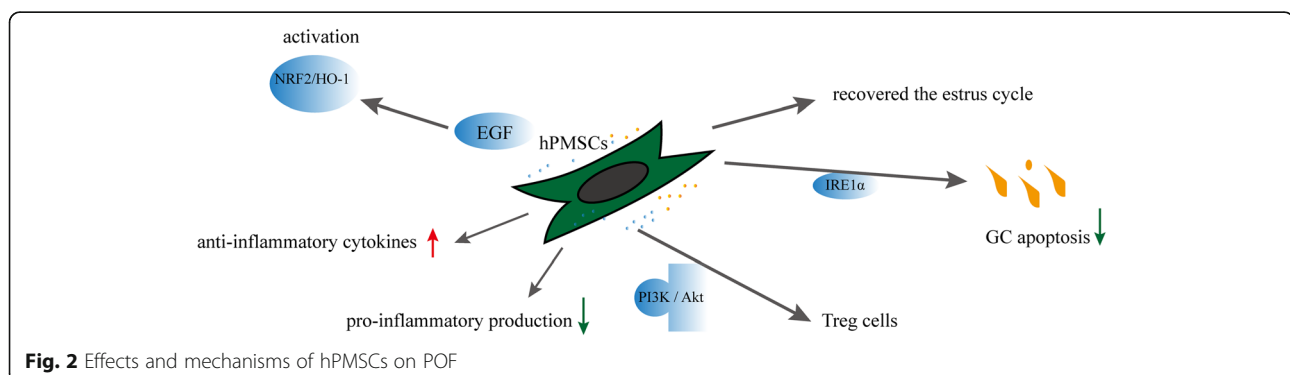 activation
NRF2/HO-1
EGF
hPMSCs
recovered the estrus cycle
IRE1α
GC apoptosis
anti-inflammatory cytokines
pro-inflammatory production
PI3K / Akt
Treg cells
Fig. 2 Effects and mechanisms of hPMSCs on POF